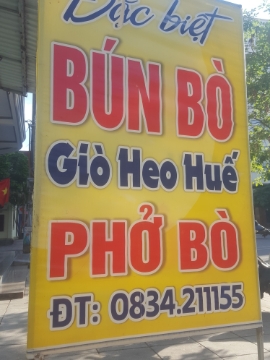 Đặc biệt
BÚN BÒ
Giò Heo Huế
PHỞ BÒ
ĐT: 0834.211155